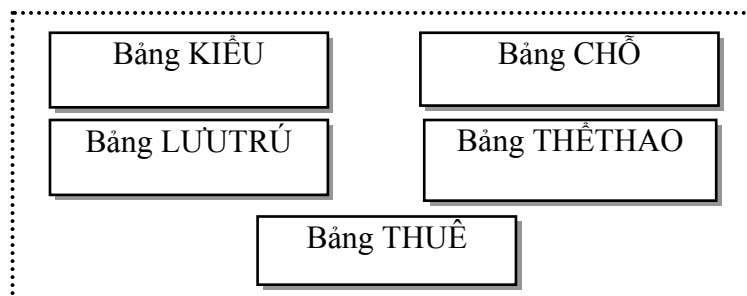 Bảng KIỂU
Bảng CHỖ
Bảng LƯUTRÚ
Bảng THỂTHAO
Bảng THUÊ